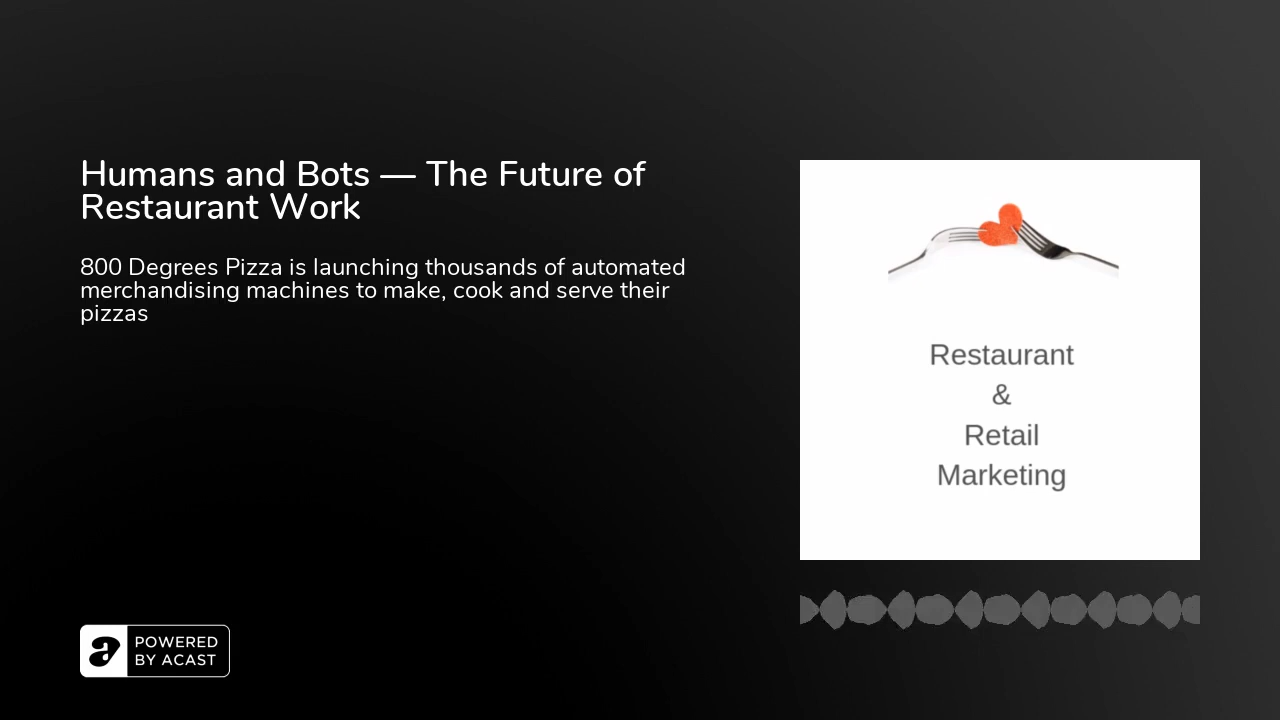 Humans and Bots — The Future of
Restaurant Work
800 Degrees Pizza is launching thousands of automated
merchandising machines to make, cook and serve their
pizzas
Restaurant
&
Retail
Marketing
POWERED
BY ACAST